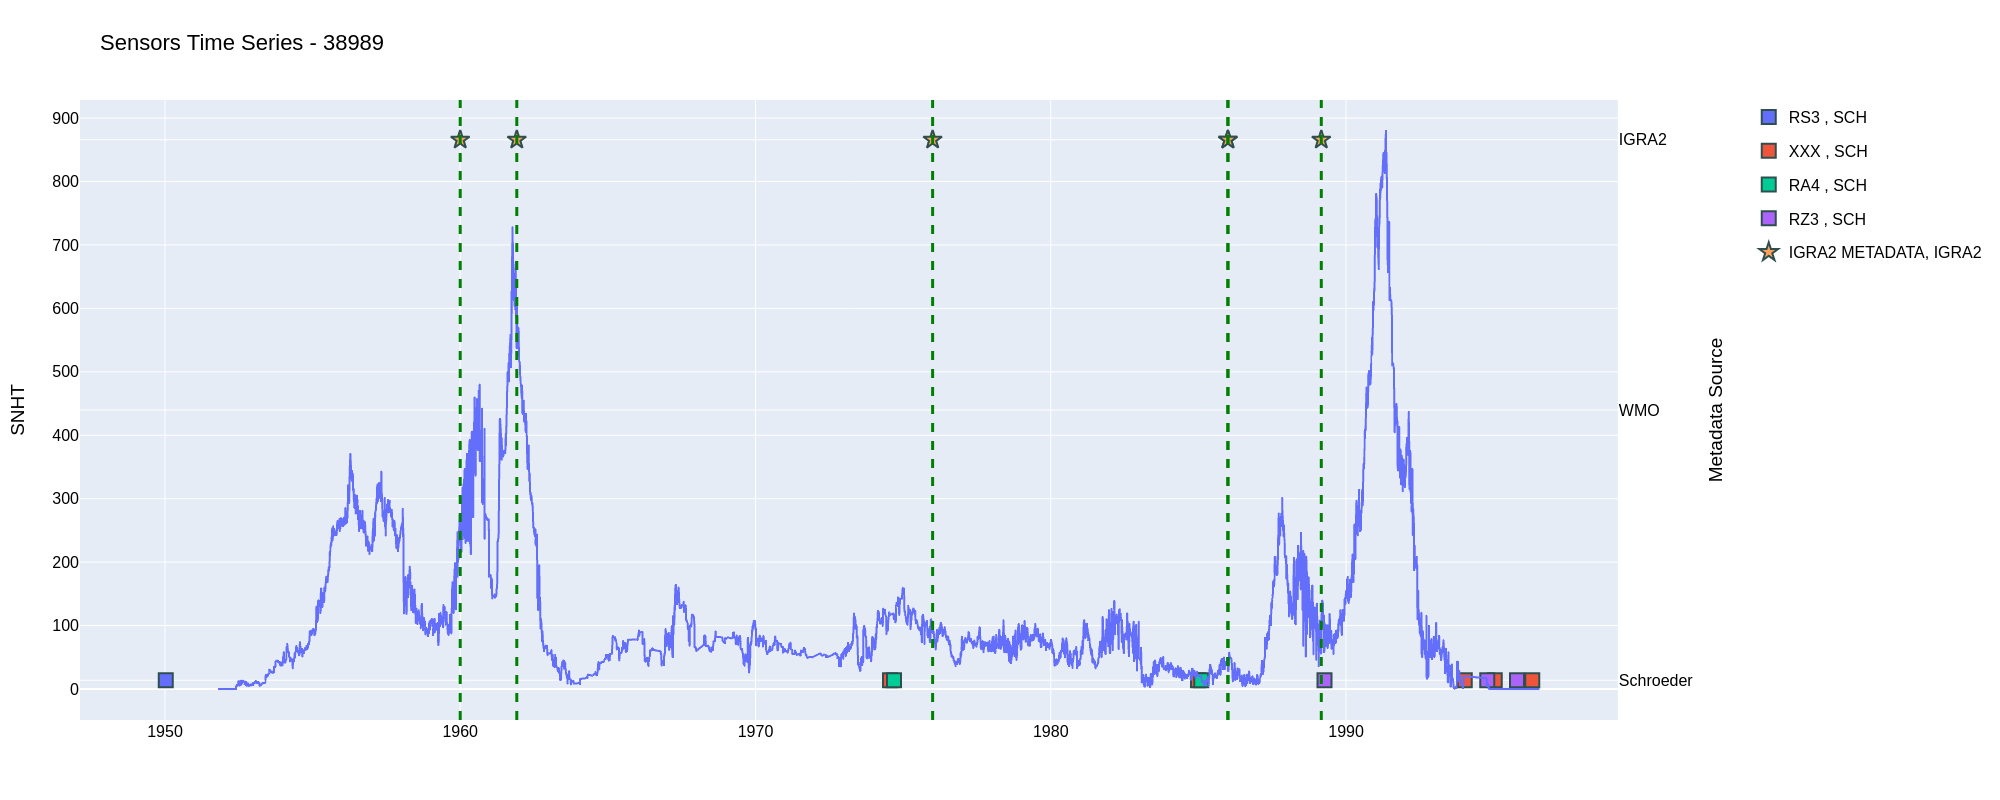 Sensors Time Series - 38989
900
800
700
600
500
400
300
200
100
0
SNHT
1950
1960
1970
1980
1990
IGRA2
WMO
Schroeder
Metadata Source
RS3 , SCH
XXX , SCH
RA4 , SCH
RZ3 , SCH
IGRA2 METADATA, IGRA2